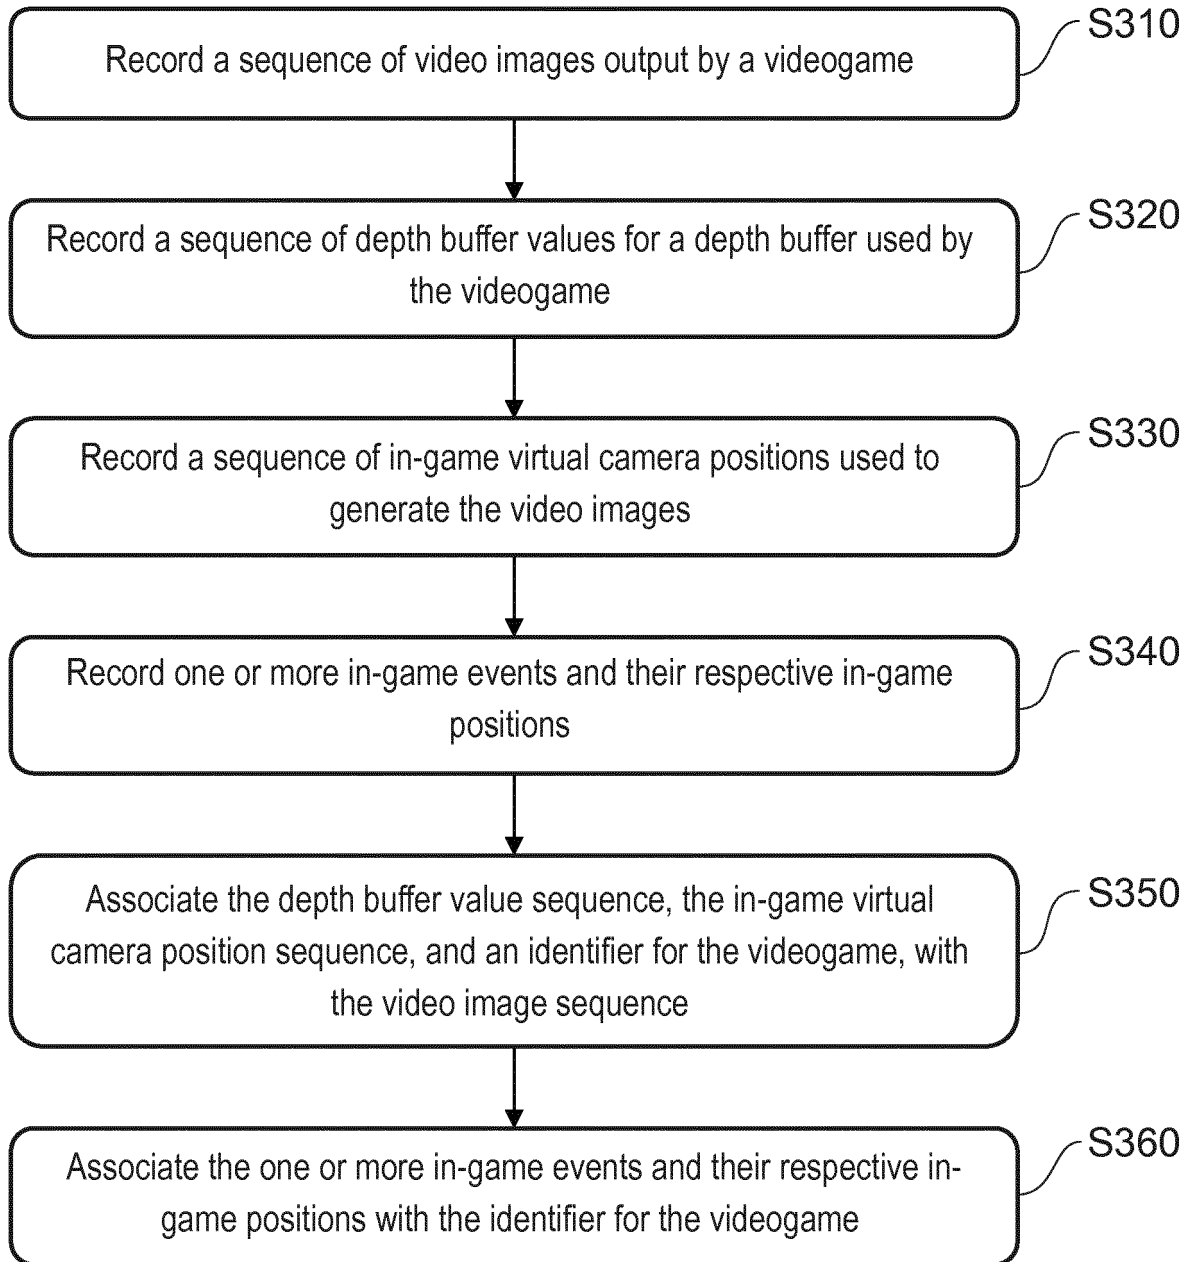 Record a sequence of video images output by a videogame
S310
Record a sequence of depth buffer values for a depth buffer used by
the videogame
S320
Record a sequence of in-game virtual camera positions used to
generate the video images
S330
Record one or more in-game events and their respective in-game
positions
S340
Associate the depth buffer value sequence, the in-game virtual
camera position sequence, and an identifier for the videogame, with
the video image sequence
S350
Associate the one or more in-game events and their respective in-
game positions with the identifier for the videogame
S360